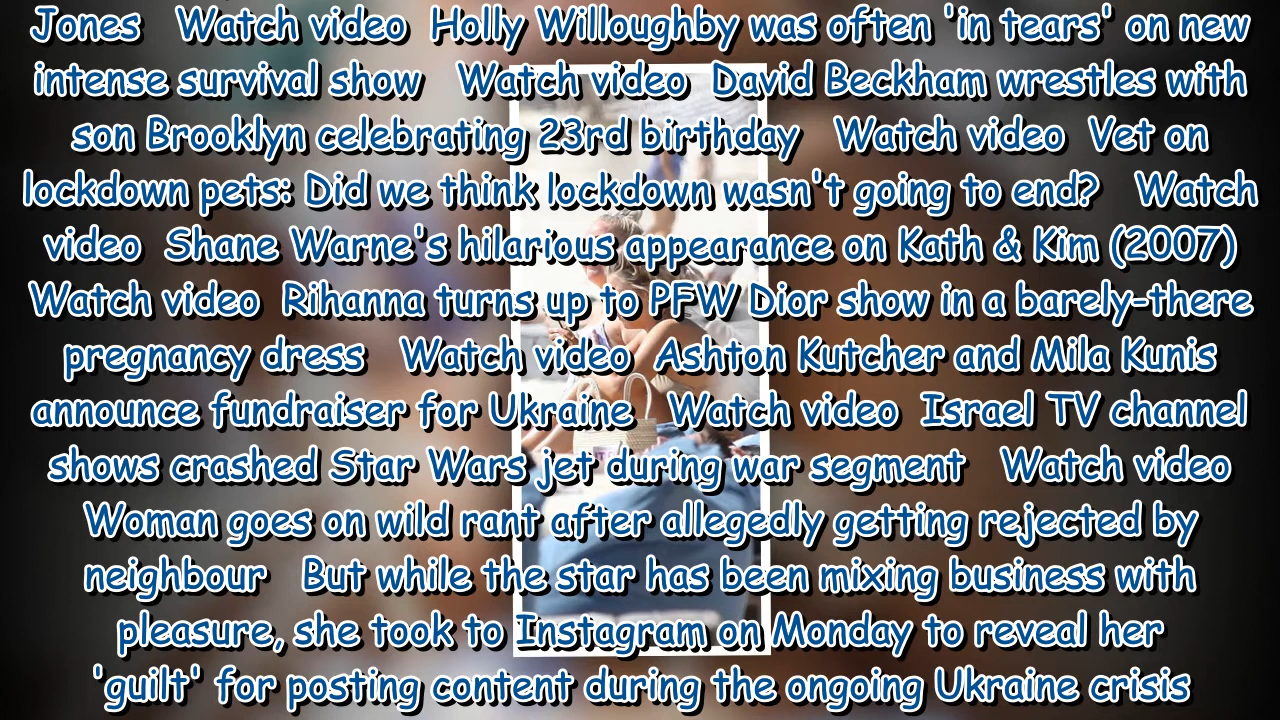 Jones Watch video Holly Willoughby was often 'in tears' on new
intense survival show Watch video David Beckham wrestles with
son Brooklyn celebrating 23rd birthday Watch video Vet on
lockdown pets: Did we think lockdown wasn't going to end? Watch
video Shane Warne's hilarious appearance on Kath & Kim (2007)
Watch video Rihanna turns up to PFW Dior show in a barely-there
pregnancy dress Watch video Ashton Kutcher and Mila Kunis
announce fundraiser for Ukraine Watch video Israel TV channel
shows crashed Star Wars jet during war segment Watch video
Woman goes on wild rant after allegedly getting rejected by
neighbour But while the star has been mixing business with
pleasure, she took to Instagram on Monday to reveal her
'guilt' for posting content during the ongoing Ukraine crisis